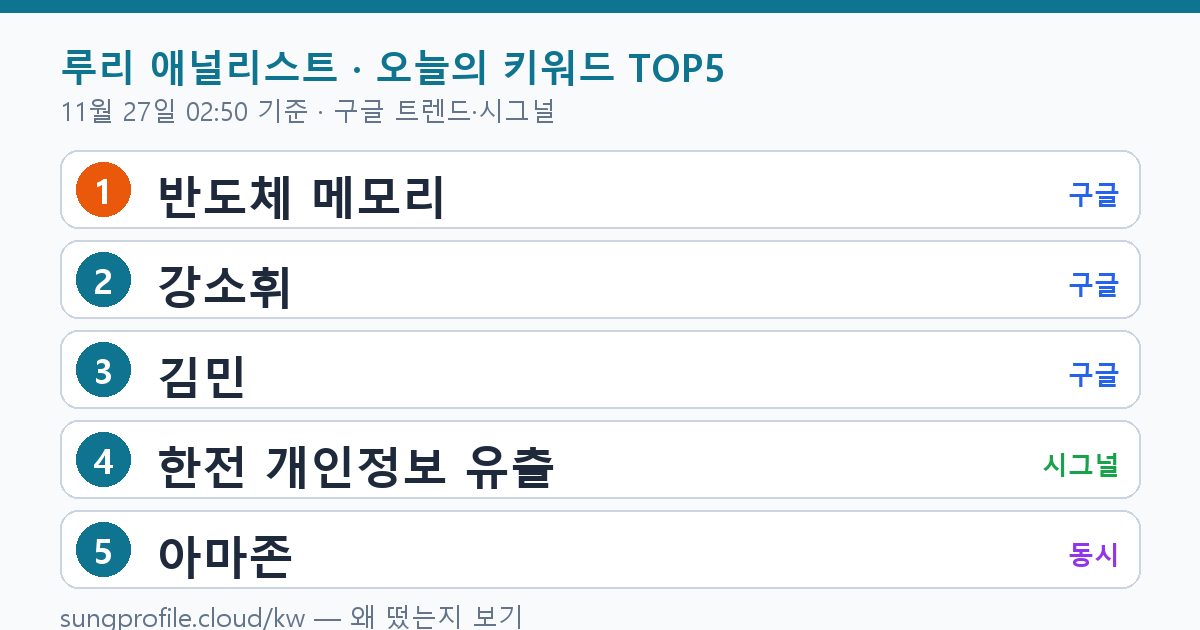 루리 애널리스트 · 오늘의 키워드 TOP5
11월 27일 02:50 기준 · 구글 트렌드·시그널
1 반도체 메모리 구글
2 강소휘 구글
3 김민 구글
4 한전 개인정보 유출 시그널
5 아마존 동시
sungprofile.cloud/kw — 왜 떴는지 보기